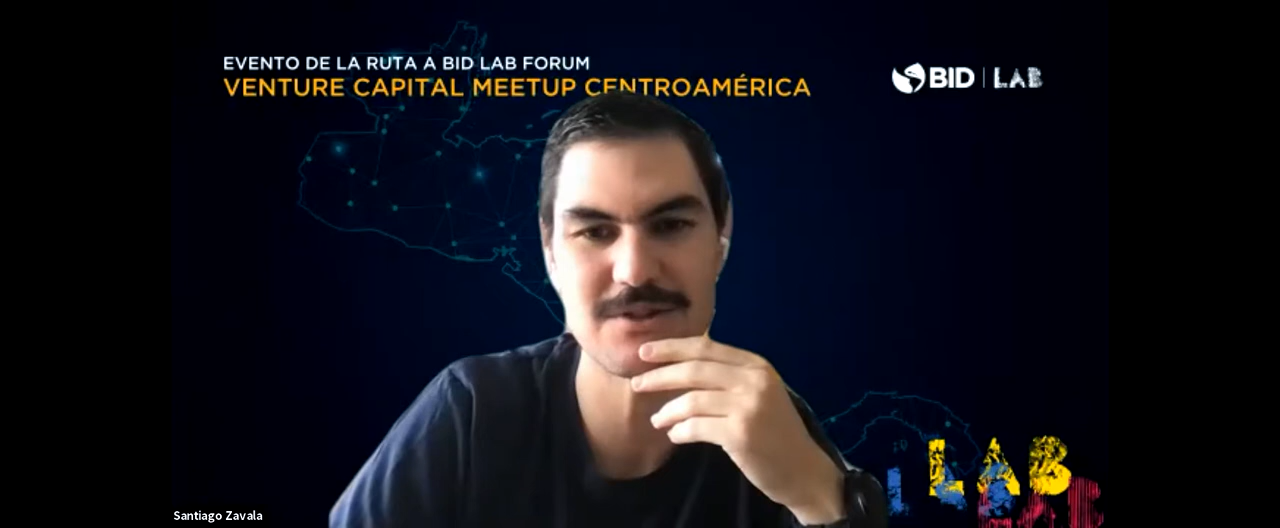 EVENTO DE LA RUTA A BID LAB FORUM
VENTURE CAPITAL MEETUP CENTROAMÉRICA
BID | LAB
LAB
Santiago Zavala